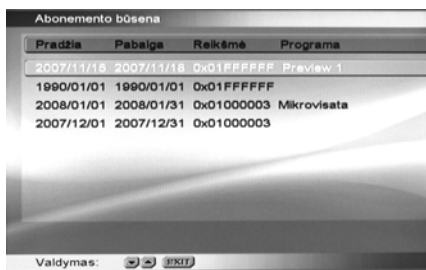 Abonemento būsena
Pradžia Pabaiga Reikšmė Programa
2007/11/16 2007/11/18 0x01FFFFFF Preview 1
1990/01/01 1990/01/01 0x01FFFFFF
2008/01/01 2008/01/31 0x01000003 Mikrovisata
2007/12/01 2007/12/31 0x01000003
Valdymas: EXIT